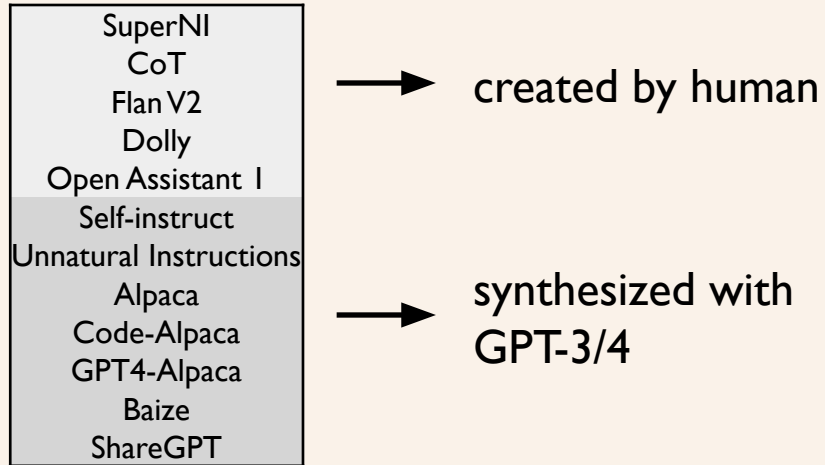 SuperNI
CoT
Flan V2
Dolly
Open Assistant 1
Self-instruct
Unnatural Instructions
Alpaca
Code-Alpaca
GPT4-Alpaca
Baize
ShareGPT
created by human
synthesized with
GPT-3/4